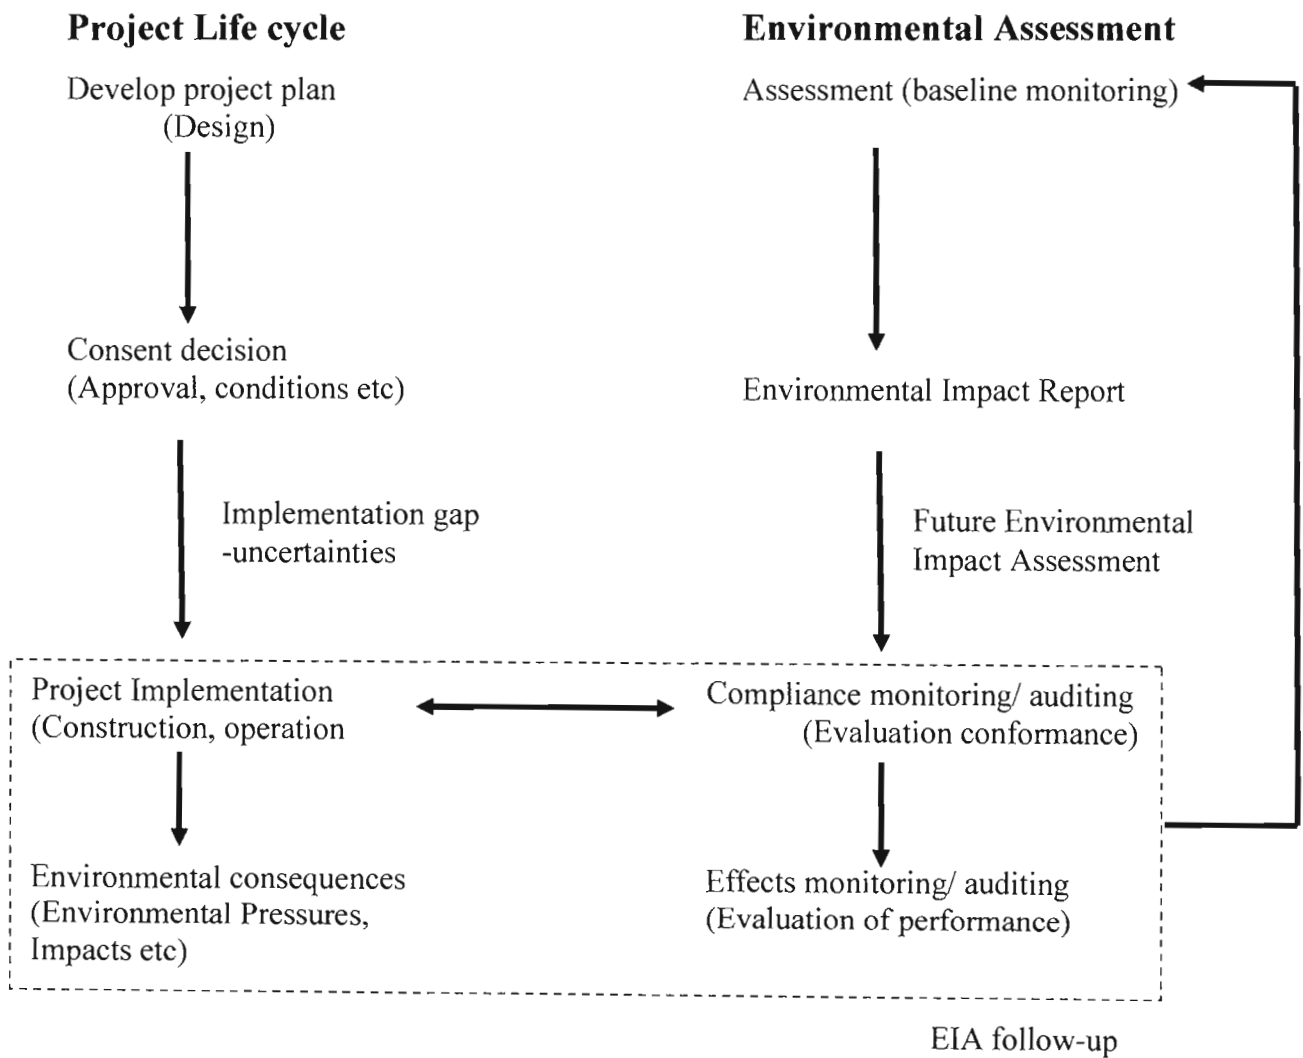 Project Life cycle
Environmental Assessment
Develop project plan
(Design)
Assessment (baseline monitoring)
Consent decision
(Approval, conditions etc)
Environmental Impact Report
Implementation gap
-uncertainties
Future Environmental
Impact Assessment
Project Implementation
(Construction, operation
Compliance monitoring/ auditing
(Evaluation conformance)
Environmental consequences
(Environmental Pressures,
Impacts etc)
Effects monitoring/ auditing
(Evaluation of performance)
EIA follow-up